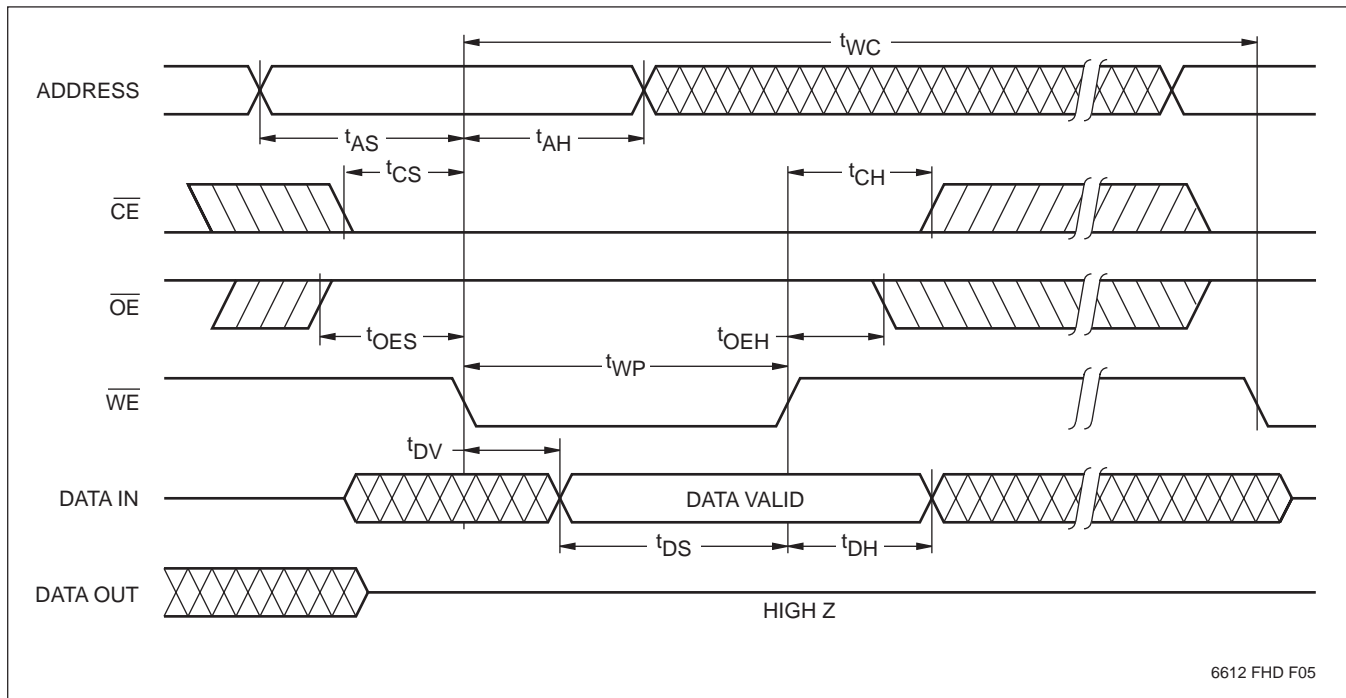 tWC
ADDRESS
tAS
tAH
tCS
tCH
CE
OE
tOES
tOEH
tWP
WE
tDV
DATA IN
DATA VALID
tDS
tDH
DATA OUT
HIGH Z
6612 FHD F05